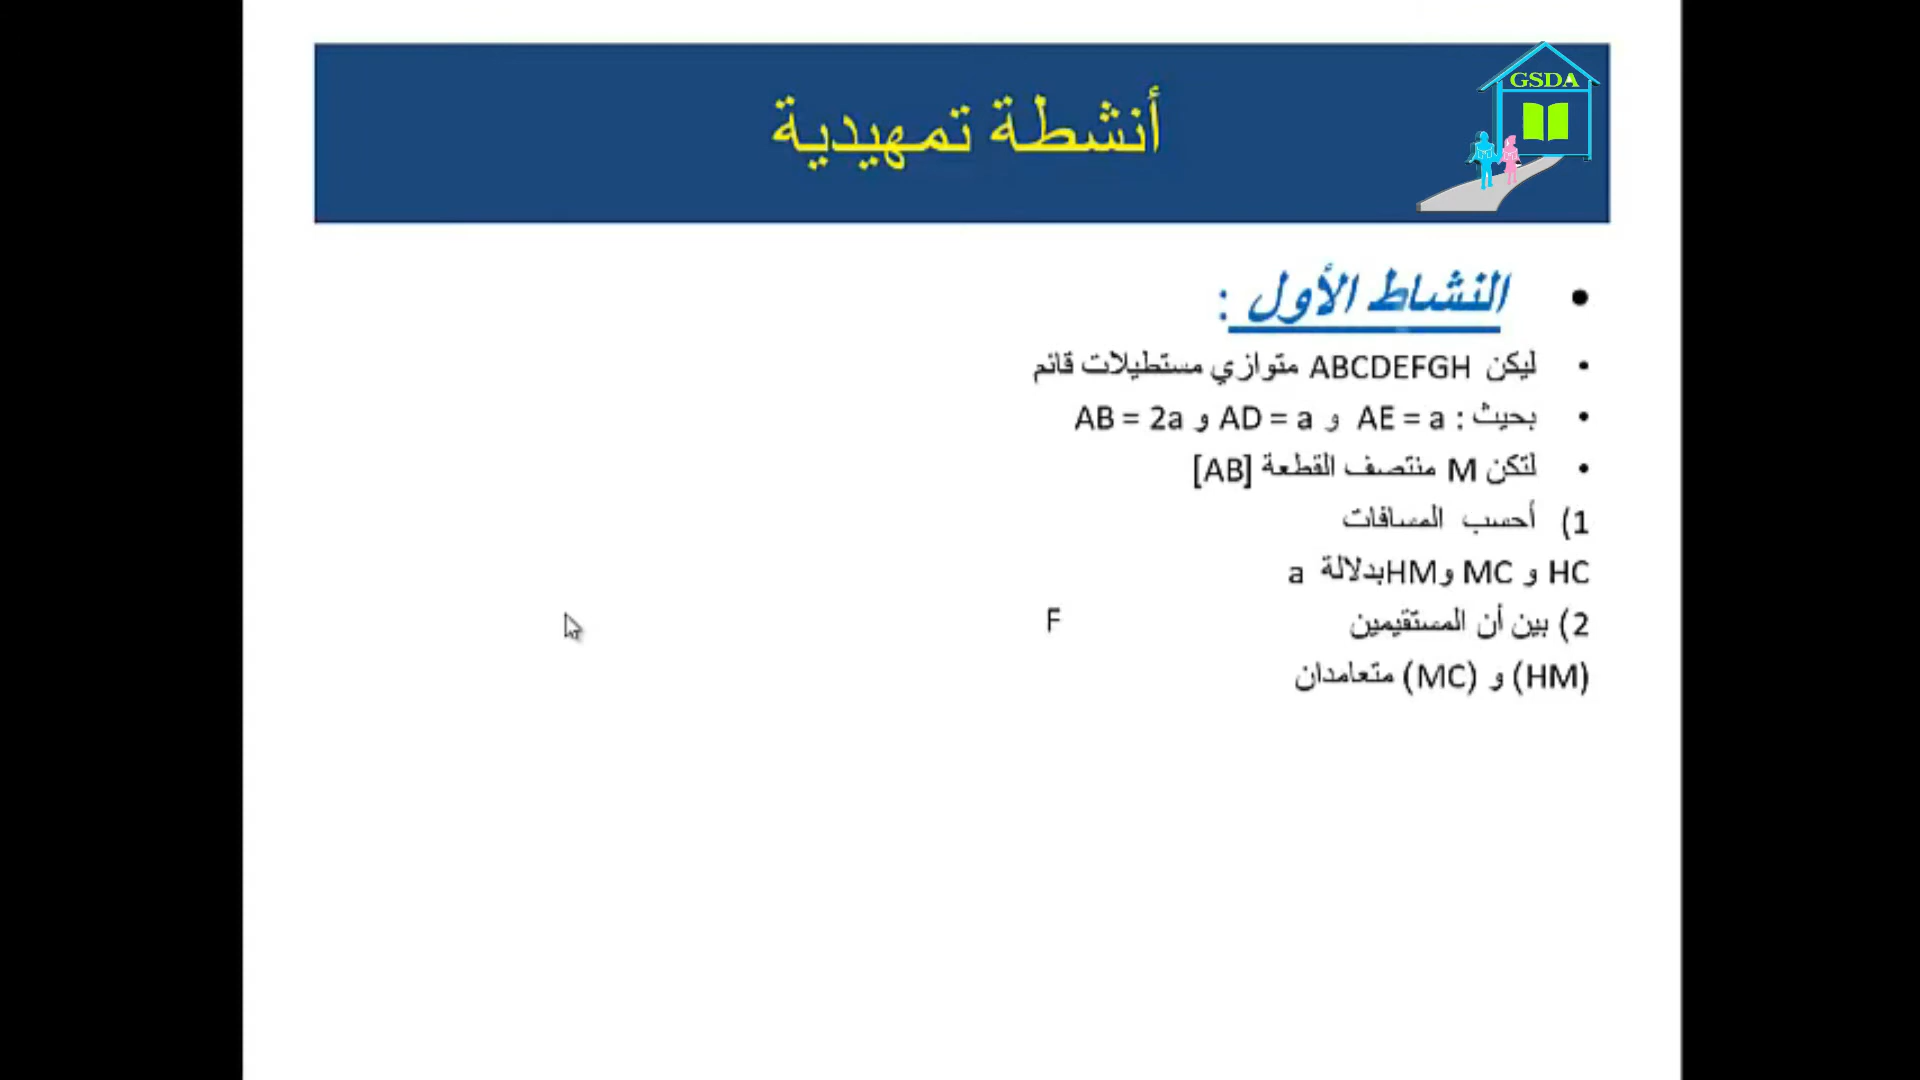 GSDA
أنشطة تمهيدية
• النشاط الأول :
• ليكن ABCDEFGH متوازي مستطيلات قائم
• بحيث : AE = a و AD = a و AB = 2a
• لتكن M منتصف القطعة [AB]
1) أحسب المسافات
HC و MC وHMبدلالة a
2) بين أن المستقيمين
F
(HM) و (MC) متعامدان